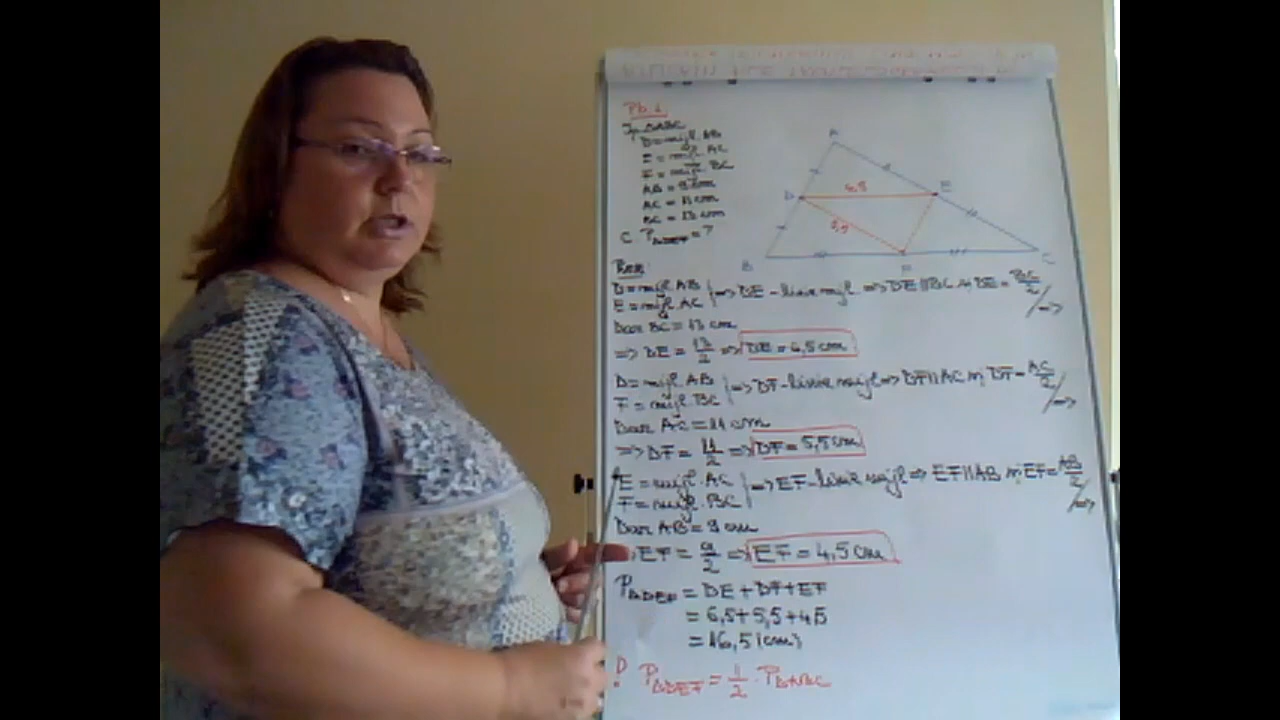 Pb. 1.
Ip. ΔABC
D = mijl. AB
E = mijl. AC
F = mijl. BC
AB = 9 cm
AC = 11 cm
BC = 13 cm
C PΔDEF = ?
A
D
6,5
E
5,5
B
F
C
Rez:
D = mijl. AB
E = mijl. AC | => DE - linie mijl. => DE || BC și DE = BC/2 / =>
Dar BC = 13 cm
=> DE = 13/2 => DE = 6,5 cm
D = mijl. AB
F = mijl. BC | => DF - linie mijl => DF || AC și DF = AC/2 / =>
Dar AC = 11 cm
=> DF = 11/2 => DF = 5,5 cm
E = mijl. AC
F = mijl. BC | => EF - linie mijl => EF || AB și EF = AB/2 / =>
Dar AB = 9 cm
EF = 9/2 => EF = 4,5 cm
PΔDEF = DE + DF + EF
= 6,5 + 5,5 + 4,5
= 16,5 (cm)
! PΔDEF = 1/2 · PΔABC